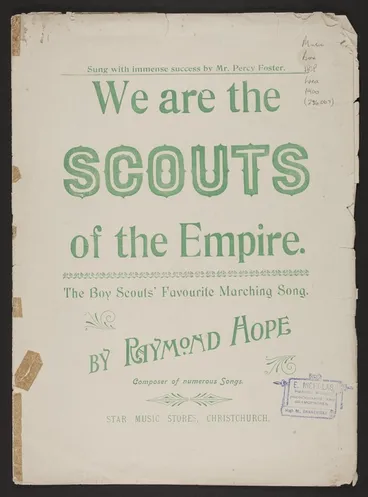 Sung with immense success by Mr. Percy Foster.
We are the
SCOUTS
of the Empire.
The Boy Scouts' Favourite Marching Song.
BY RAYMOND HOPE
Composer of numerous Songs.
STAR MUSIC STORES, CHRISTCHURCH.